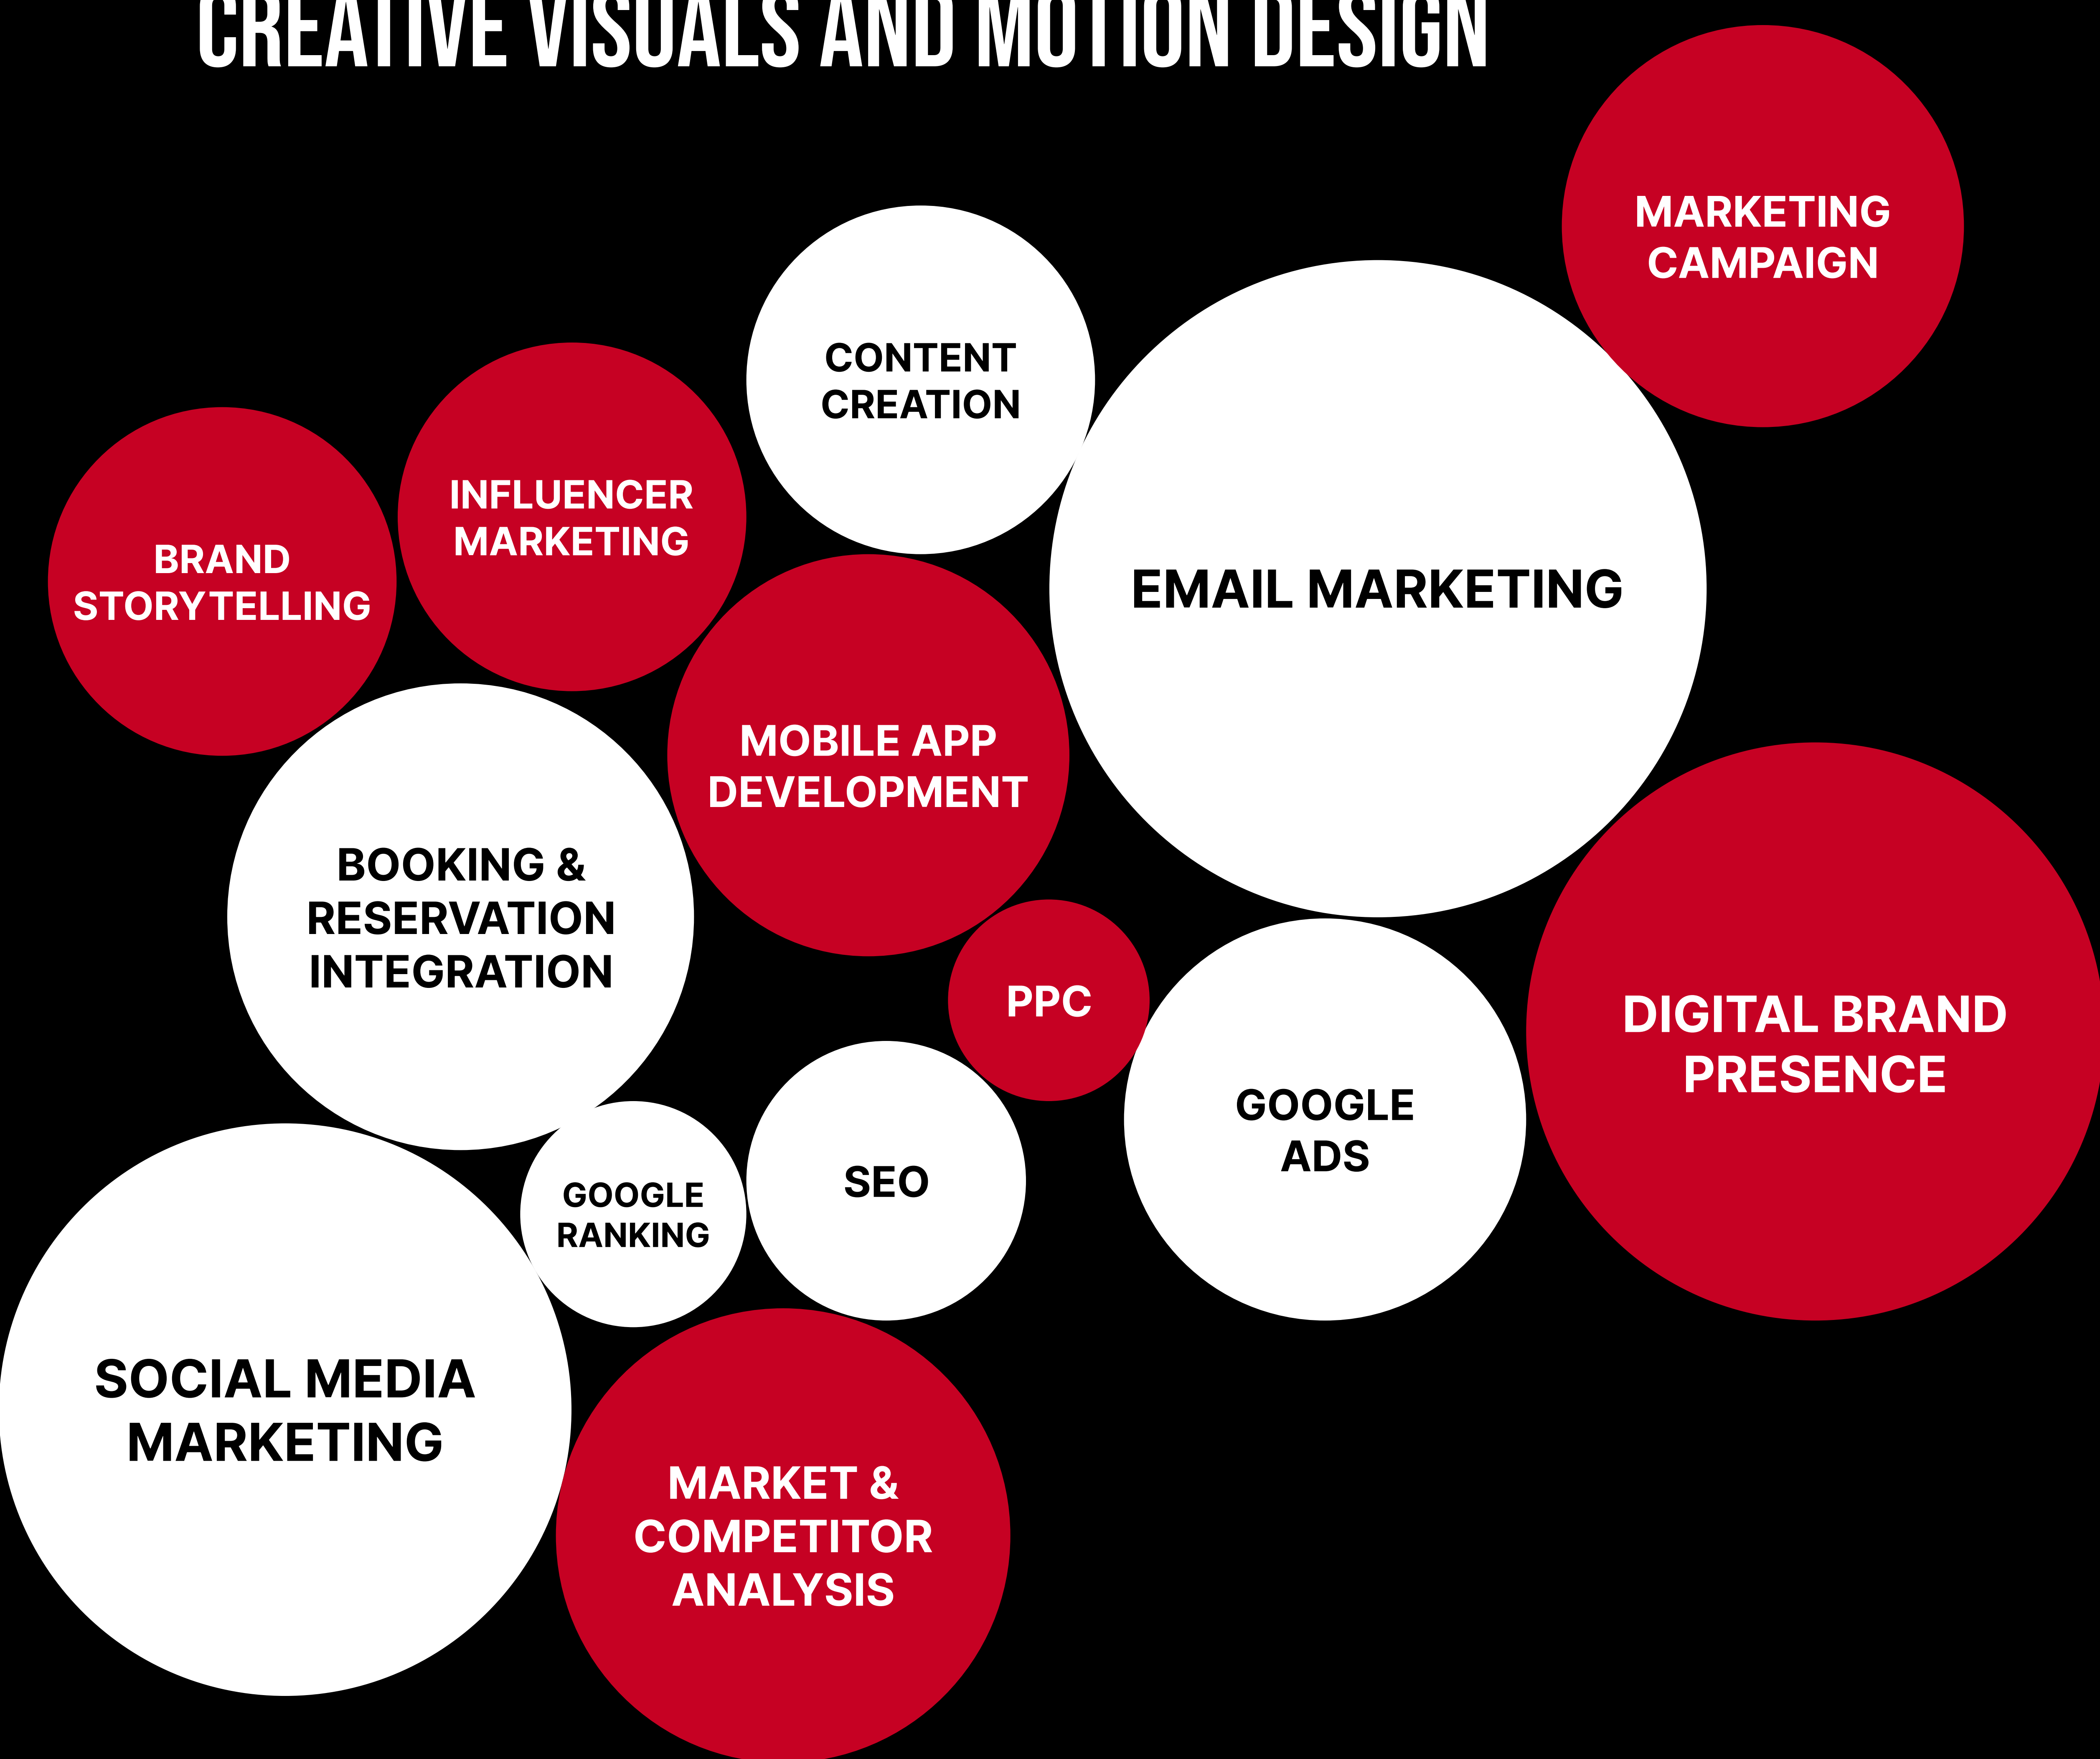 CREATIVE VISUALS AND MOTION DESIGN
MARKETING
CAMPAIGN
CONTENT
CREATION
INFLUENCER
MARKETING
BRAND
STORYTELLING
EMAIL MARKETING
MOBILE APP
DEVELOPMENT
BOOKING &
RESERVATION
INTEGRATION
PPC
DIGITAL BRAND
PRESENCE
GOOGLE
ADS
SEO
GOOGLE
RANKING
SOCIAL MEDIA
MARKETING
MARKET &
COMPETITOR
ANALYSIS